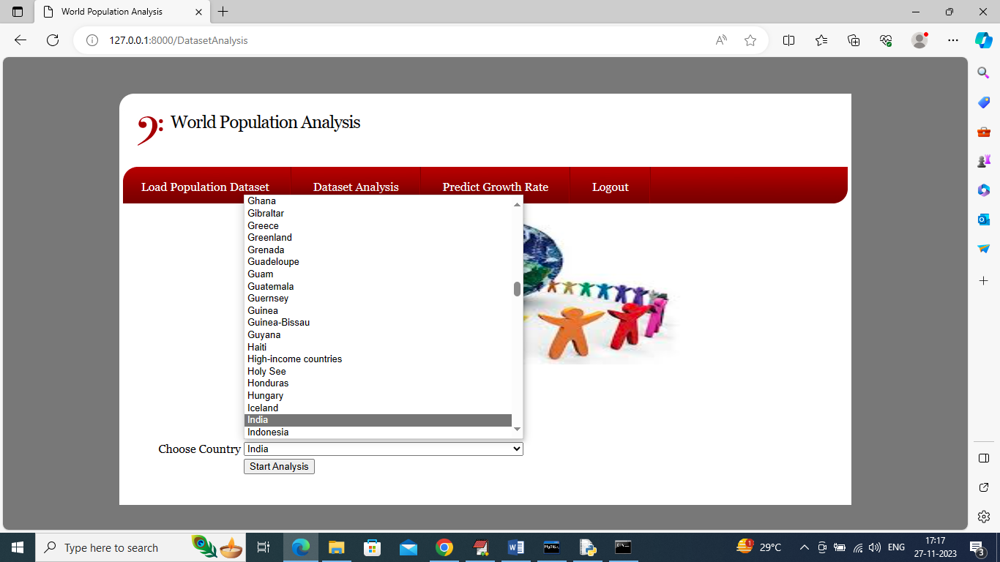 World Population Analysis
127.0.0.1:8000/DatasetAnalysis
World Population Analysis
Load Population Dataset Dataset Analysis Predict Growth Rate Logout
Ghana
Gibraltar
Greece
Greenland
Grenada
Guadeloupe
Guam
Guatemala
Guernsey
Guinea
Guinea-Bissau
Guyana
Haiti
High-income countries
Holy See
Honduras
Hungary
Iceland
India
Indonesia
Choose Country India
Start Analysis
Type here to search
1 29°C ENG 17:17
27-11-2023 3